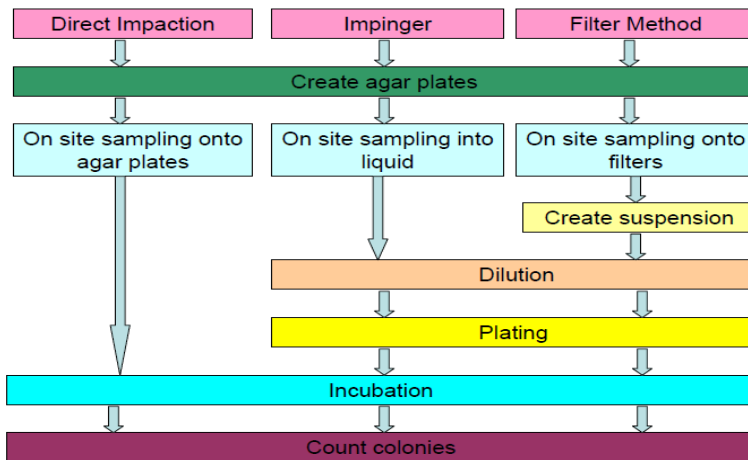 Direct Impaction
Impinger
Filter Method
Create agar plates
On site sampling onto
agar plates
On site sampling into
liquid
On site sampling onto
filters
Create suspension
Dilution
Plating
Incubation
Count colonies